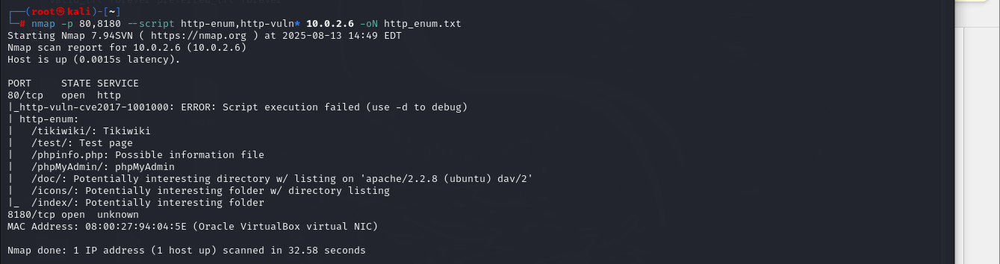 ┌──(root㉿kali)-[~]
└─# nmap -p 80,8180 --script http-enum,http-vuln* 10.0.2.6 -oN http_enum.txt
Starting Nmap 7.94SVN ( https://nmap.org ) at 2025-08-13 14:49 EDT
Nmap scan report for 10.0.2.6 (10.0.2.6)
Host is up (0.0015s latency).
PORT     STATE SERVICE
80/tcp   open  http
|_http-vuln-cve2017-1001000: ERROR: Script execution failed (use -d to debug)
| http-enum:
|   /tikiwiki/: Tikiwiki
|   /test/: Test page
|   /phpinfo.php: Possible information file
|   /phpMyAdmin/: phpMyAdmin
|   /doc/: Potentially interesting directory w/ listing on 'apache/2.2.8 (ubuntu) dav/2'
|   /icons/: Potentially interesting folder w/ directory listing
|_  /index/: Potentially interesting folder
8180/tcp open  unknown
MAC Address: 08:00:27:94:04:5E (Oracle VirtualBox virtual NIC)
Nmap done: 1 IP address (1 host up) scanned in 32.58 seconds